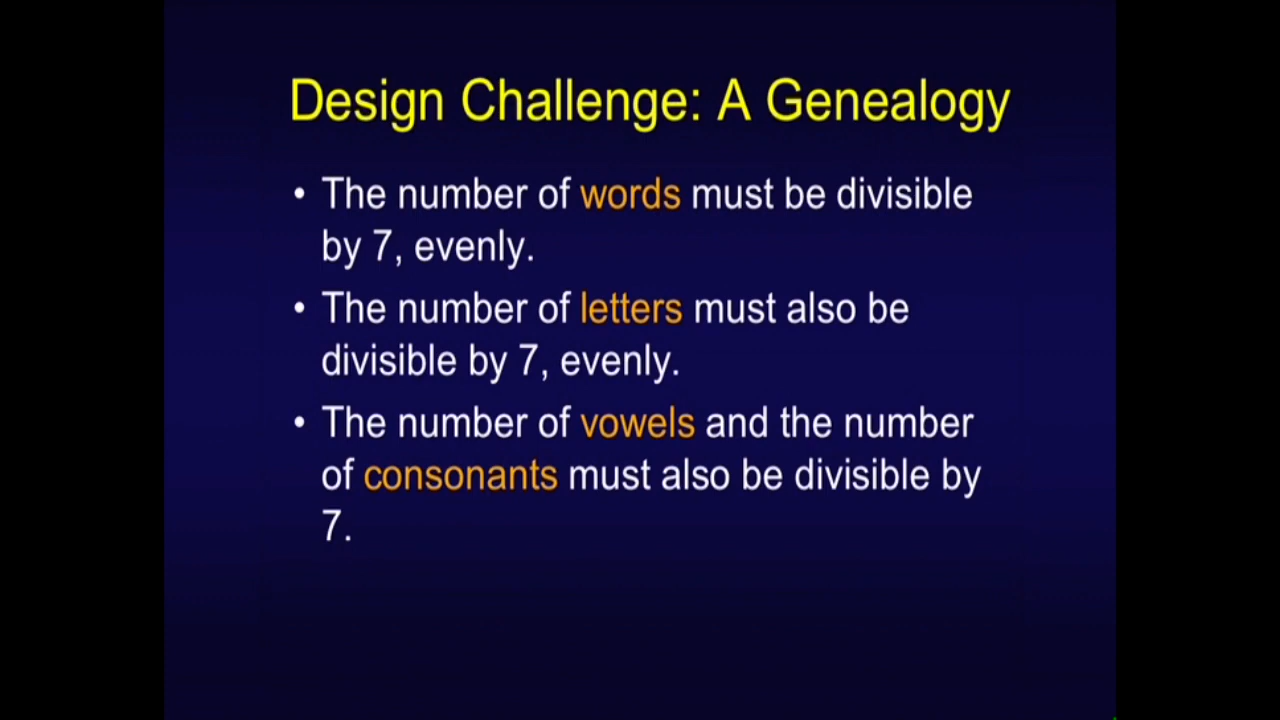 Design Challenge: A Genealogy
• The number of words must be divisible
by 7, evenly.
• The number of letters must also be
divisible by 7, evenly.
• The number of vowels and the number
of consonants must also be divisible by
7.